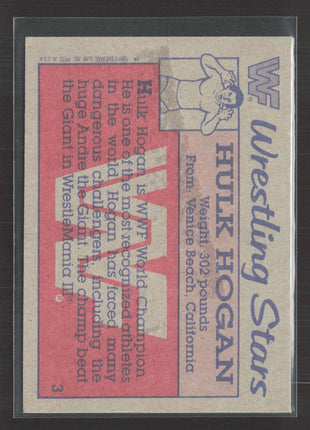 WF Wrestling Stars
HULK HOGAN
Weight: 302 pounds
From: Venice Beach, California
Hulk Hogan is WWF World Champion.
He is one of the most recognized athletes
in the world. Hogan has faced many
dangerous challengers, including the
huge Andre the Giant. The champ beat
the Giant in WrestleMania III.
3